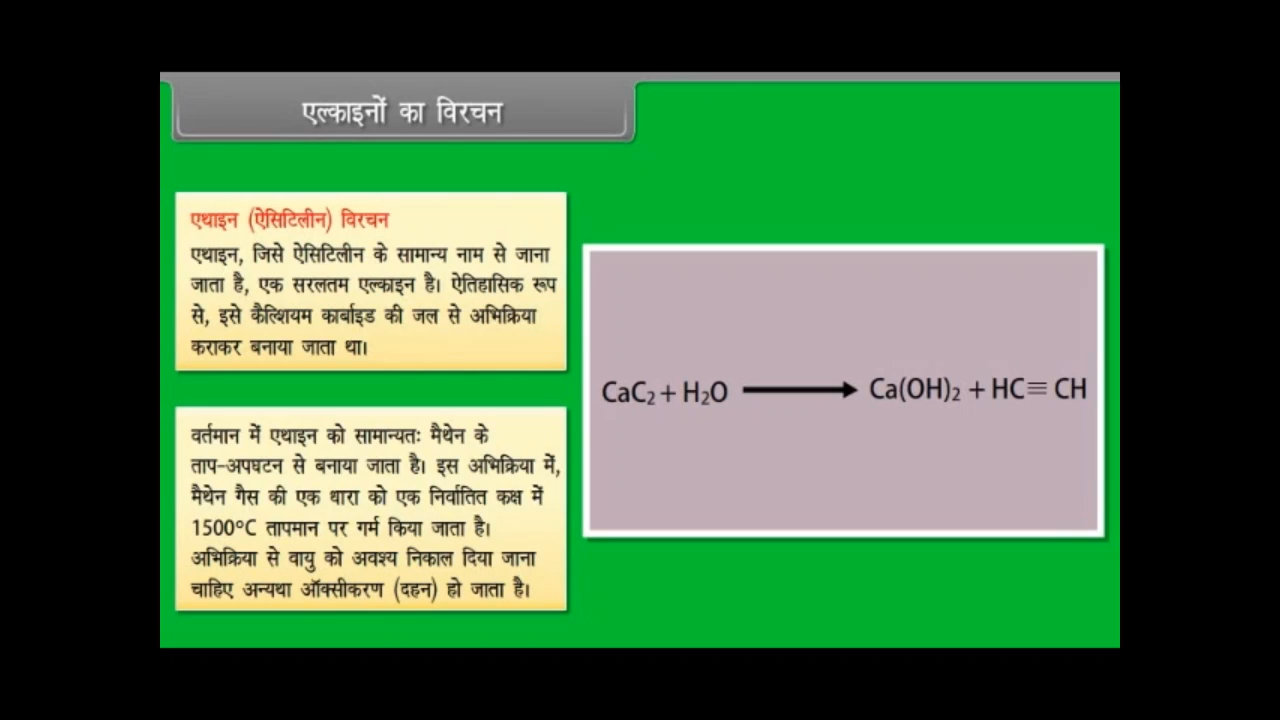 एल्काइनों का विरचन
एथाइन (ऐसिटिलीन) विरचन
एथाइन, जिसे ऐसिटिलीन के सामान्य नाम से जाना
जाता है, एक सरलतम एल्काइन है। ऐतिहासिक रूप
से, इसे कैल्शियम कार्बाइड की जल से अभिक्रिया
कराकर बनाया जाता था।
वर्तमान में एथाइन को सामान्यतः मैथेन के
ताप-अपघटन से बनाया जाता है। इस अभिक्रिया में,
मैथेन गैस की एक धारा को एक निर्वातित कक्ष में
1500°C तापमान पर गर्म किया जाता है।
अभिक्रिया से वायु को अवश्य निकाल दिया जाना
चाहिए अन्यथा ऑक्सीकरण (दहन) हो जाता है।
CaC₂ + H₂O ⟶ Ca(OH)₂ + HC≡CH